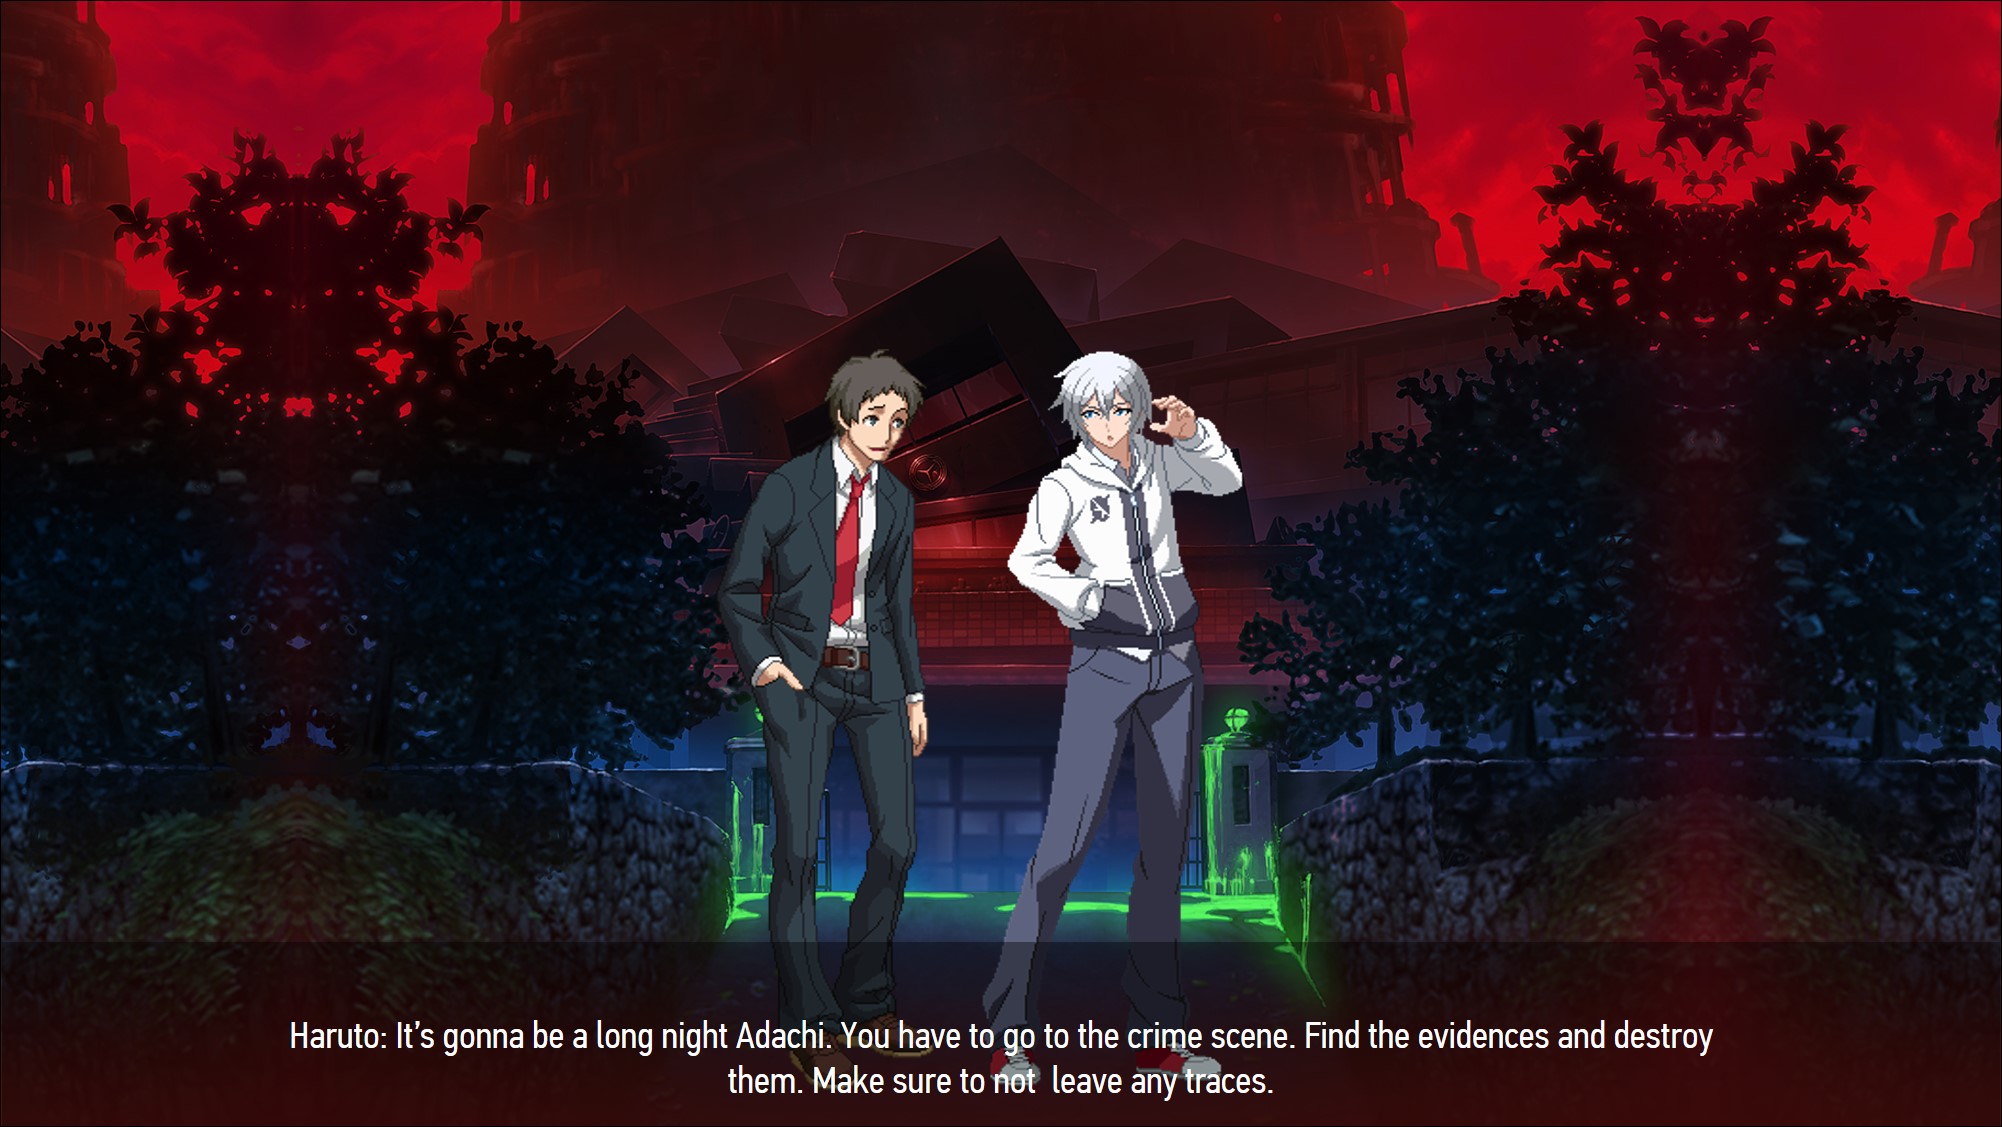 Haruto: It’s gonna be a long night Adachi. You have to go to the crime scene. Find the evidences and destroy
them. Make sure to not  leave any traces.